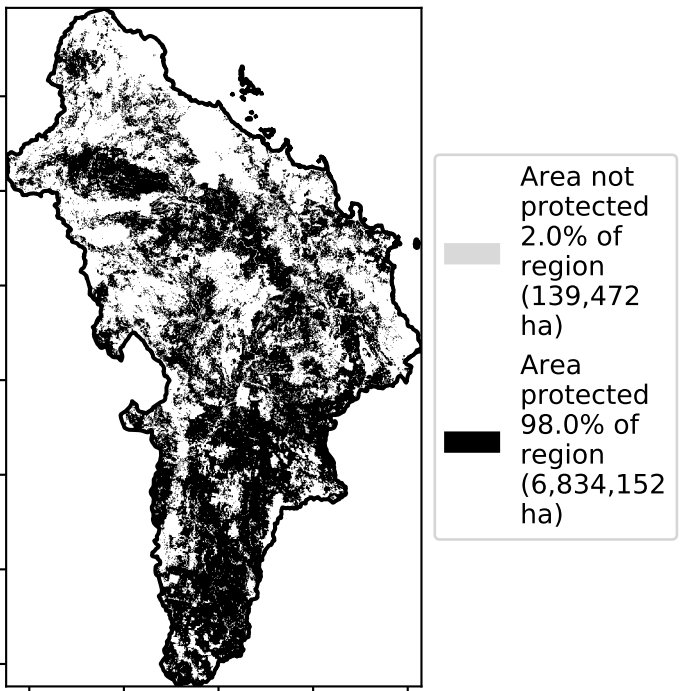 Area not
protected
2.0% of
region
(139,472
ha)
Area
protected
98.0% of
region
(6,834,152
ha)